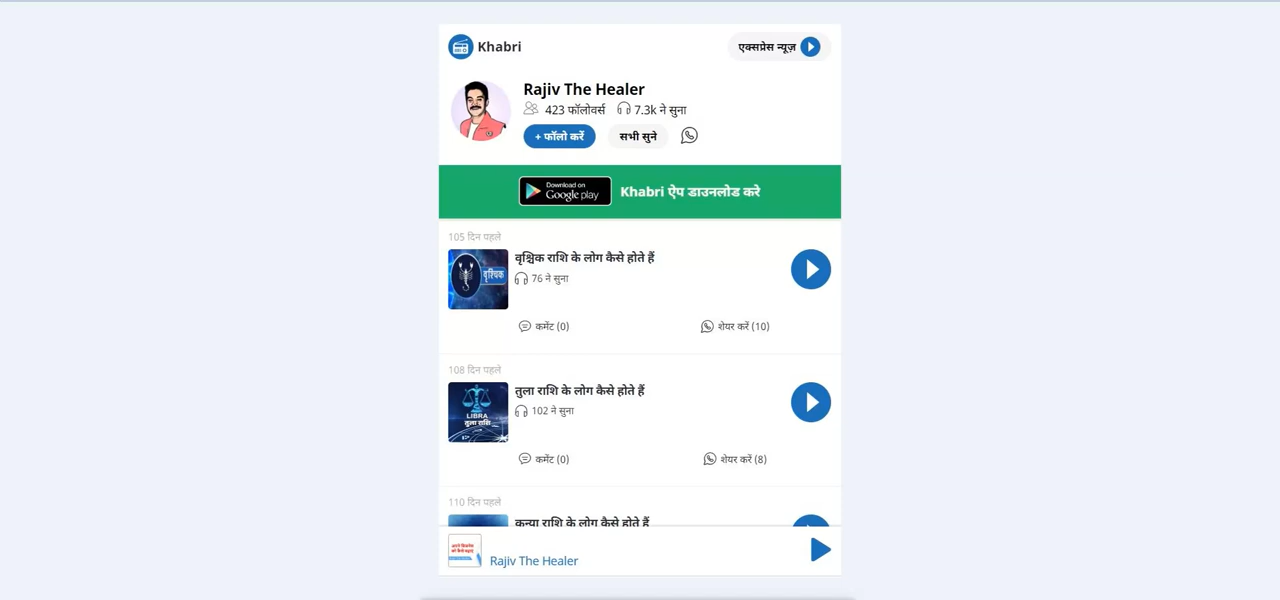 Khabri
एक्सप्रेस न्यूज़
Rajiv The Healer
423 फॉलोवर्स 7.3k ने सुना
+ फॉलो करें सभी सुने
Download on
Google play
Khabri ऐप डाउनलोड करे
105 दिन पहले
वृश्चिक राशि के लोग कैसे होते हैं
वृश्चिक
76 ने सुना
कमेंट (0) शेयर करें (10)
108 दिन पहले
तुला राशि के लोग कैसे होते हैं
102 ने सुना
LIBRA
तुला राशि
कमेंट (0) शेयर करें (8)
110 दिन पहले
कन्या राशि के लोग कैसे होते हैं
Rajiv The Healer